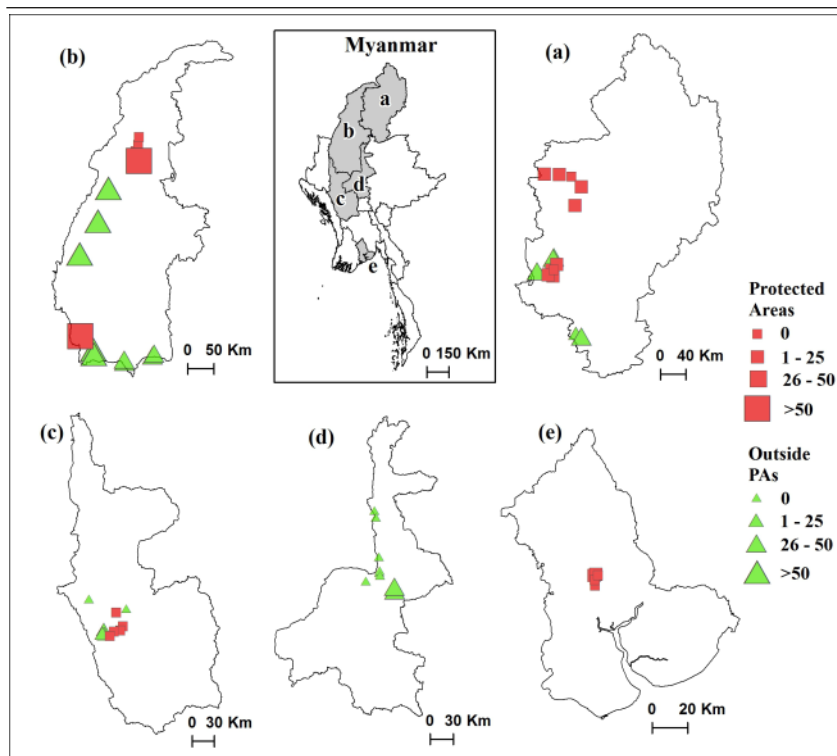 (b)
Myanmar
(a)
a
b
d
c
e
Protected
Areas
0
1 - 25
26 - 50
>50
0 50 Km
0 150 Km
0 40 Km
(c)
(d)
(e)
Outside
PAs
0
1 - 25
26 - 50
>50
0 30 Km
0 30 Km
0 20 Km